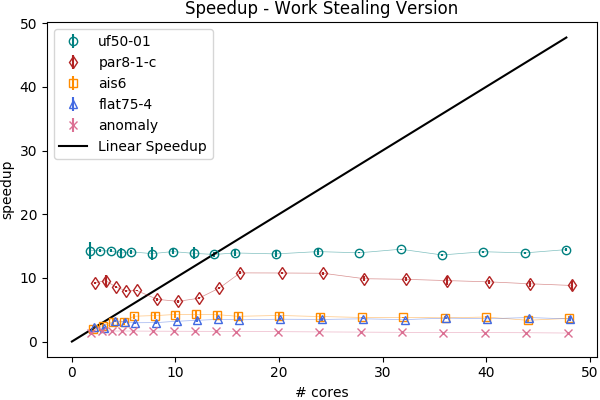 Speedup - Work Stealing Version
50
40
30
20
10
0
speedup
uf50-01
par8-1-c
ais6
flat75-4
anomaly
Linear Speedup
0 10 20 30 40 50
# cores